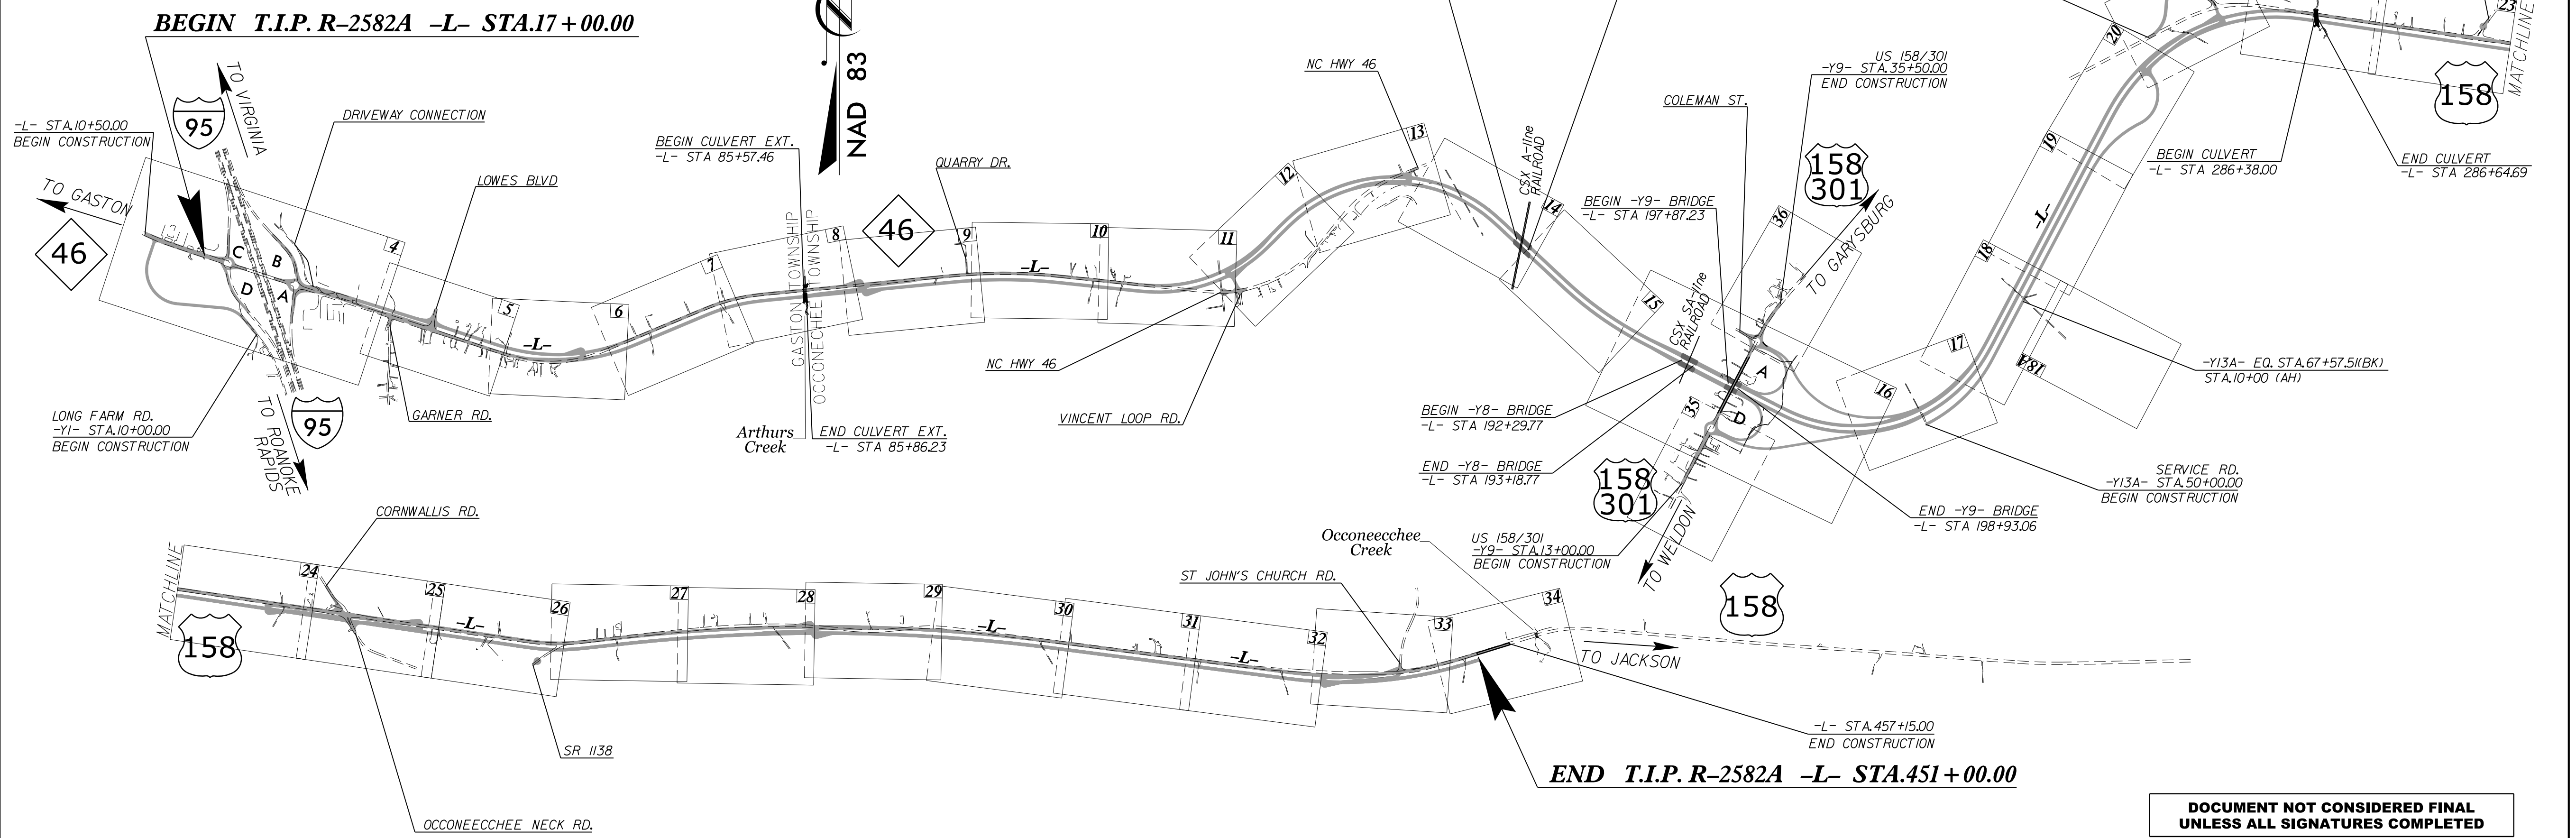 BEGIN T.I.P. R–2582A –L– STA.17+00.00
NAD 83
TO VIRGINIA
95
-L- STA.10+50.00
BEGIN CONSTRUCTION
DRIVEWAY CONNECTION
LOWES BLVD
TO GASTON
46
C
B
D
A
4
5
6
7
8
9
10
11
12
13
14
15
16
17
18
18A
19
20
23
–L–
LONG FARM RD.
-Y1- STA.10+00.00
BEGIN CONSTRUCTION
TO ROANOKE
RAPIDS
95
GARNER RD.
BEGIN CULVERT EXT.
-L- STA 85+57.46
GASTON TOWNSHIP
OCCONECHEE TOWNSHIP
Arthurs
Creek
END CULVERT EXT.
-L- STA 85+86.23
46
QUARRY DR.
–L–
NC HWY 46
VINCENT LOOP RD.
NC HWY 46
CSX A-line
RAILROAD
COLEMAN ST.
US 158/301
-Y9- STA.35+50.00
END CONSTRUCTION
158
301
TO GARYSBURG
36
BEGIN -Y9- BRIDGE
-L- STA 197+87.23
CSX SA-line
RAILROAD
A
D
35
BEGIN -Y8- BRIDGE
-L- STA 192+29.77
END -Y8- BRIDGE
-L- STA 193+18.77
158
301
TO WELDON
US 158/301
-Y9- STA.13+00.00
BEGIN CONSTRUCTION
END -Y9- BRIDGE
-L- STA 198+93.06
SERVICE RD.
-Y13A- STA.50+00.00
BEGIN CONSTRUCTION
-Y13A- EQ. STA.67+57.51(BK)
STA.10+00 (AH)
–L–
BEGIN CULVERT
-L- STA 286+38.00
END CULVERT
-L- STA 286+64.69
158
MATCHLINE
MATCHLINE
158
CORNWALLIS RD.
24
25
26
27
28
29
30
31
32
33
34
–L–
–L–
–L–
OCCONEECCHEE NECK RD.
SR 1138
ST JOHN'S CHURCH RD.
Occoneecchee
Creek
158
TO JACKSON
-L- STA.457+15.00
END CONSTRUCTION
END T.I.P. R–2582A –L– STA.451+00.00
DOCUMENT NOT CONSIDERED FINAL
UNLESS ALL SIGNATURES COMPLETED